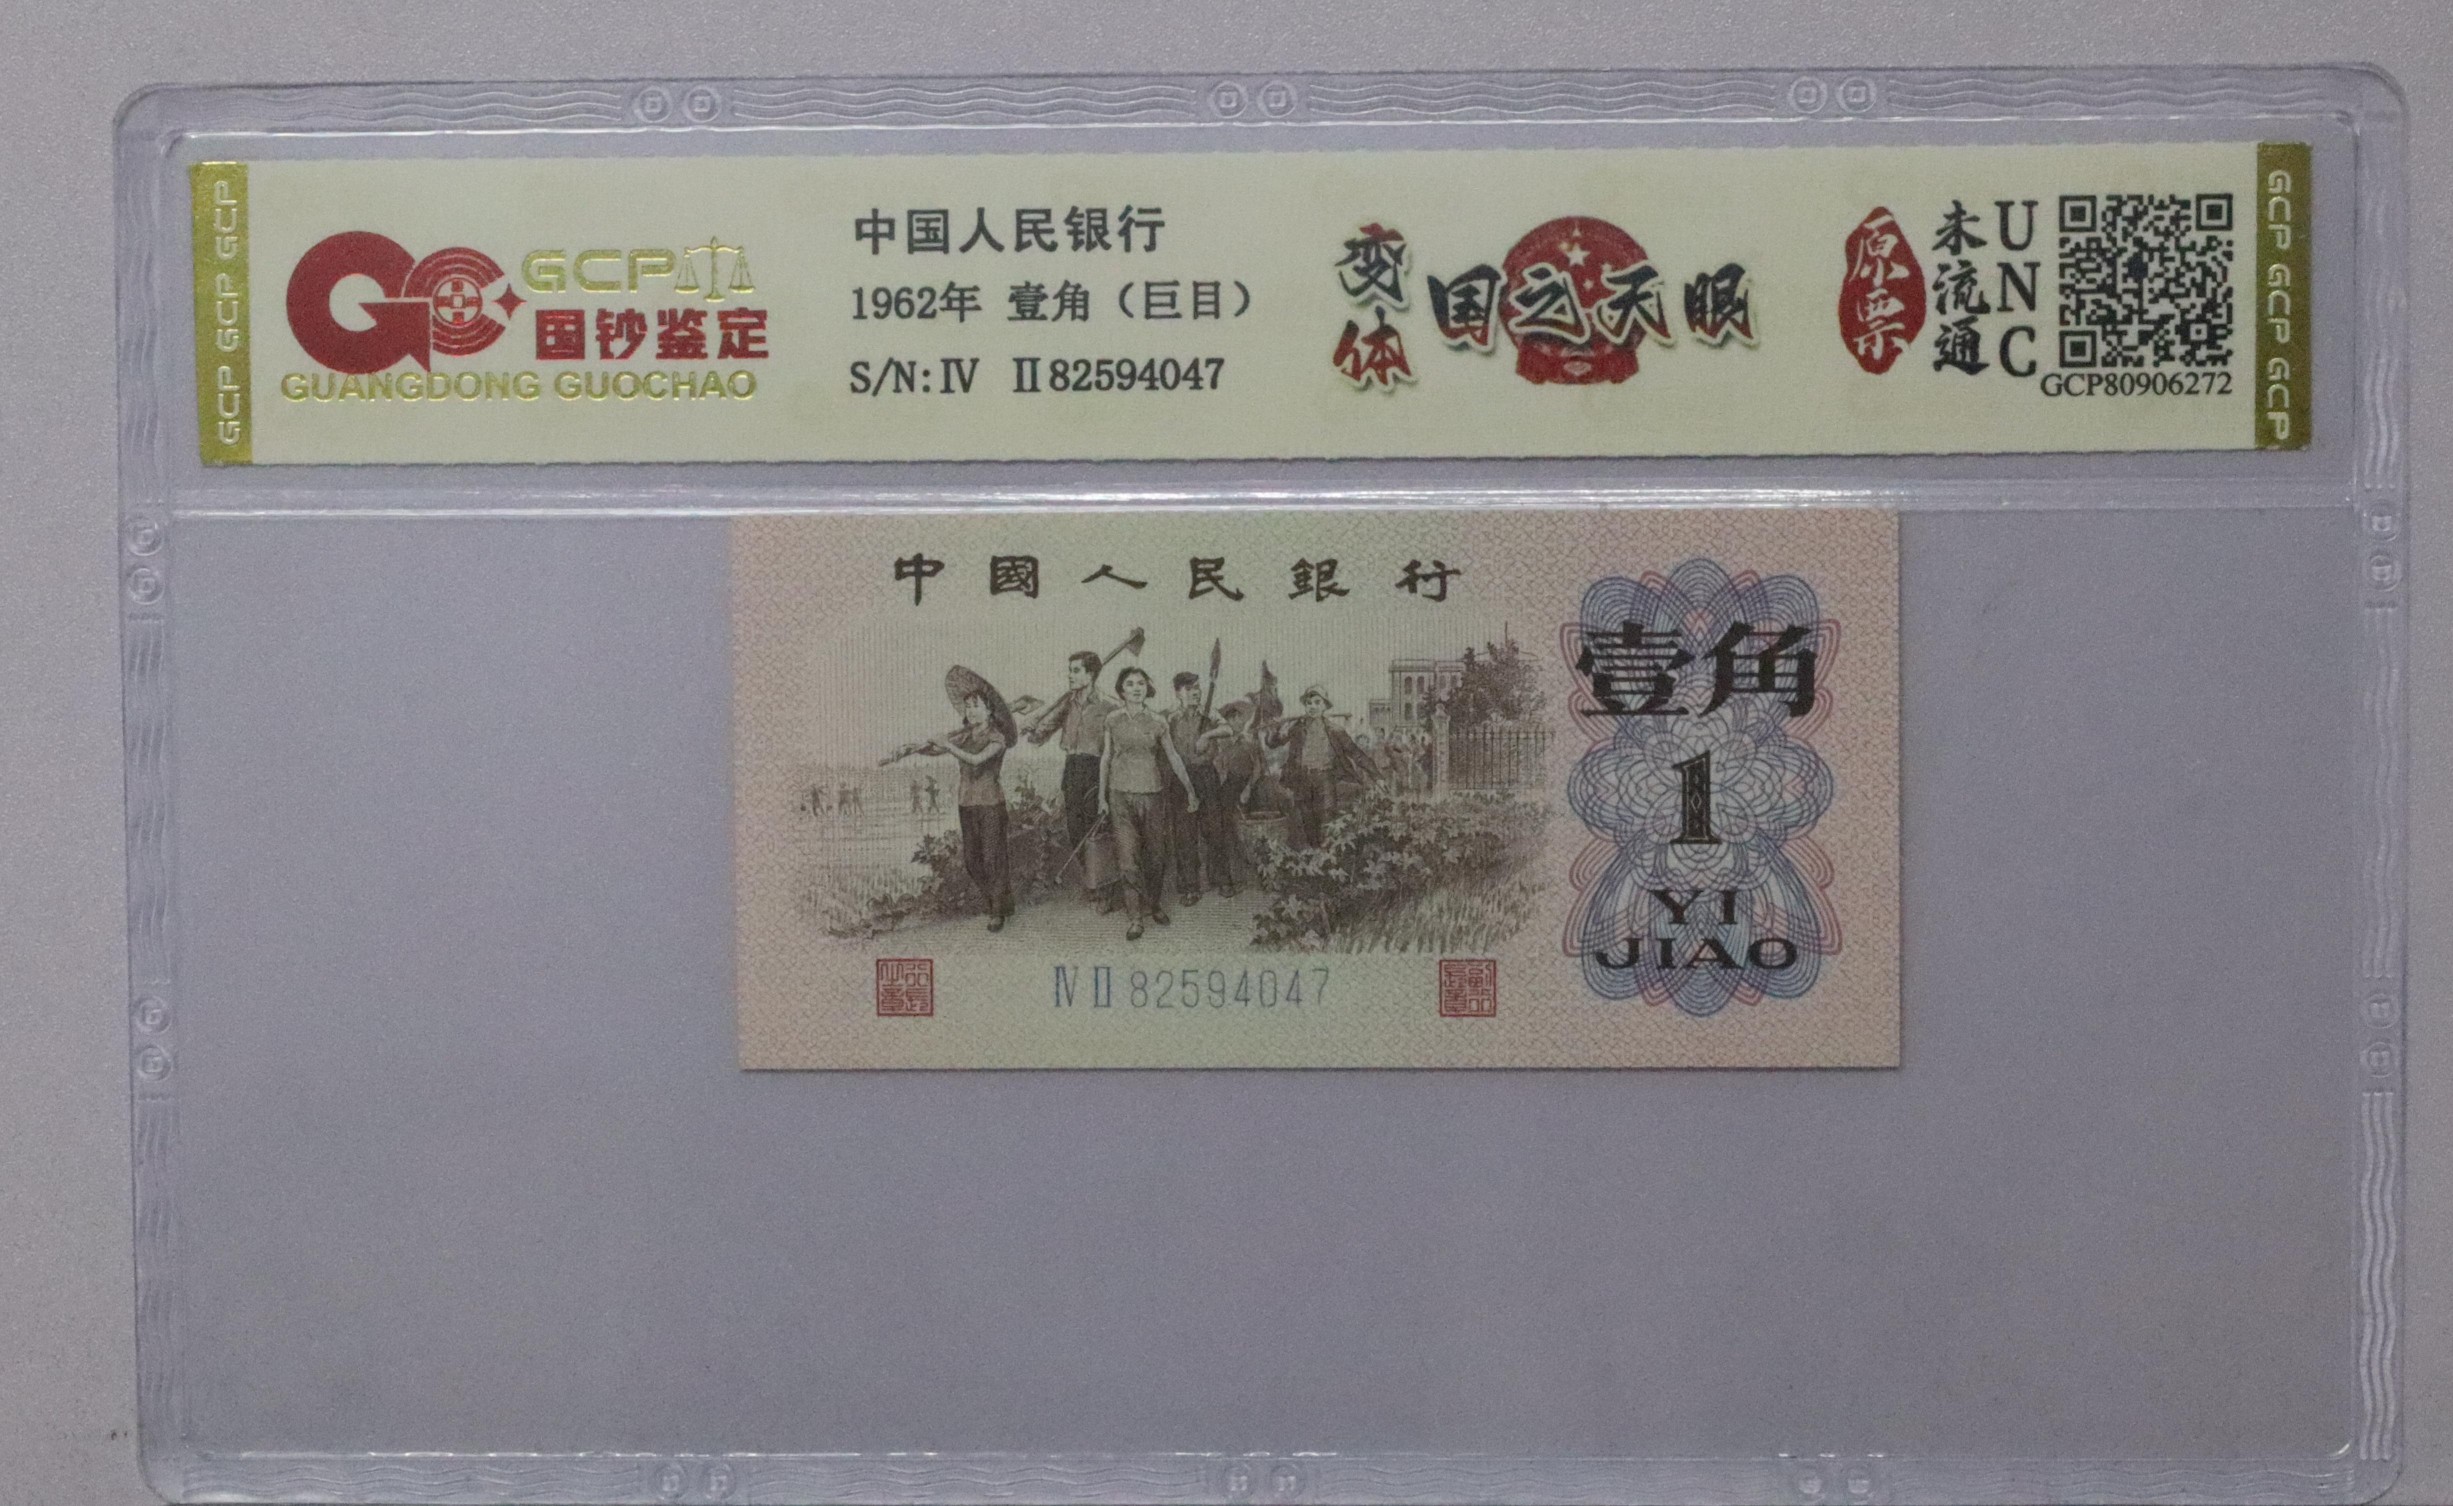 GCP GCP GCP
GCP
国钞鉴定
GUANGDONG GUOCHAO
中国人民银行
1962年 壹角（巨目）
S/N:Ⅳ Ⅱ82594047
变体
国之天眼
原票
未流通
UNC
GCP80906272
GCP GCP GCP
中國人民銀行
壹角
1
YI
JIAO
Ⅳ Ⅱ 82594047